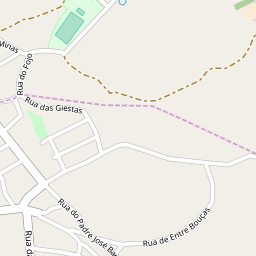 Minas
Rua do Fojo
Rua das Giestas
Rua do Padre José Ba
Rua de Entre Bouças
Rua d